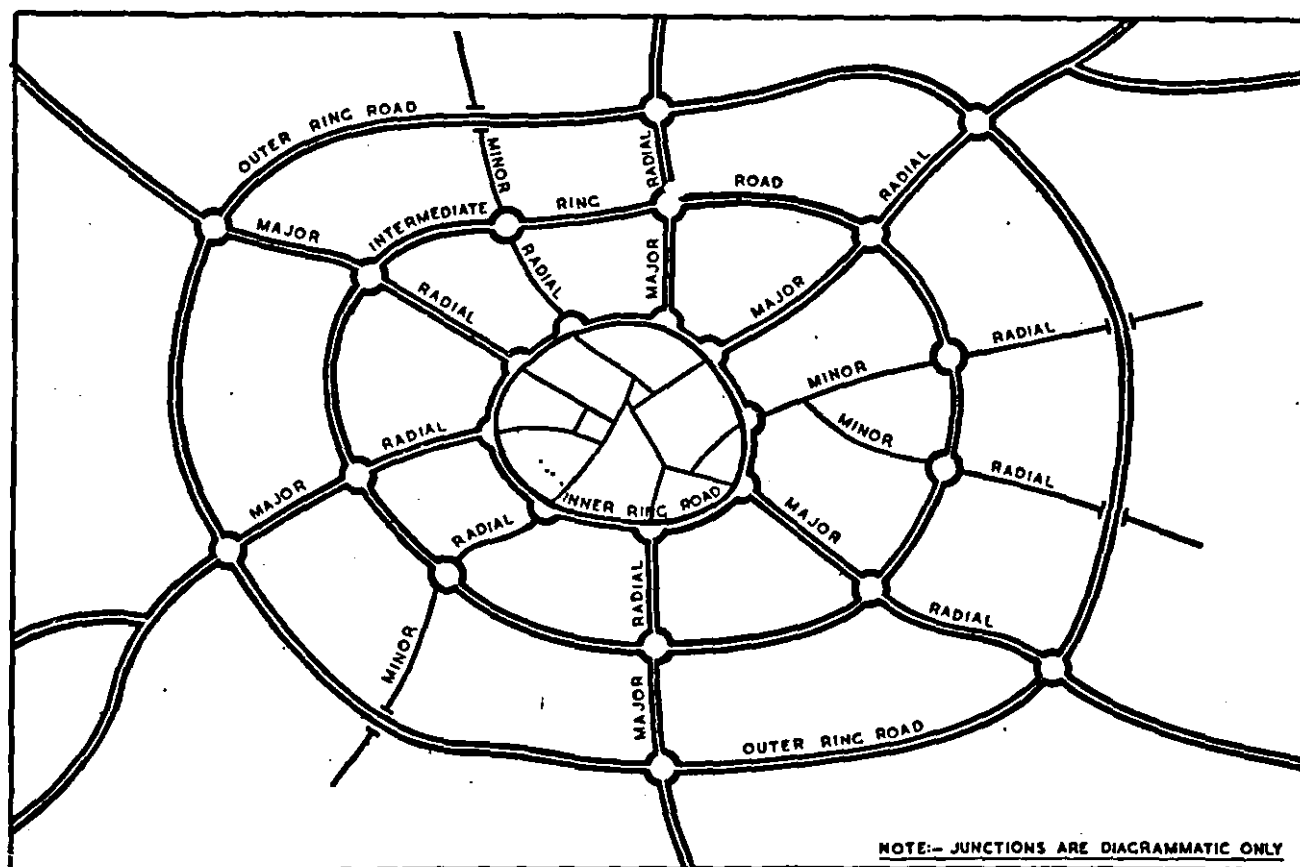 OUTER RING ROAD
MINOR
RADIAL
ROAD
RADIAL
MAJOR
INTERMEDIATE
RING
RADIAL
RADIAL
MAJOR
MAJOR
RADIAL
MINOR
MINOR
RADIAL
RADIAL
MAJOR
INNER RING ROAD
MAJOR
RADIAL
RADIAL
RADIAL
MINOR
MAJOR
OUTER RING ROAD
NOTE:- JUNCTIONS ARE DIAGRAMMATIC ONLY